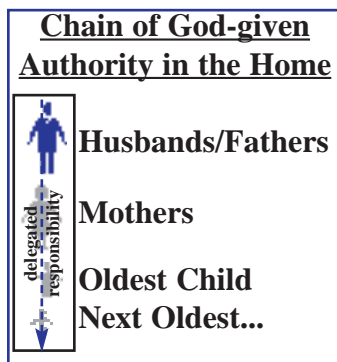 Chain of God-given
Authority in the Home
Husbands/Fathers
Mothers
Oldest Child
Next Oldest...
delegated
responsibility